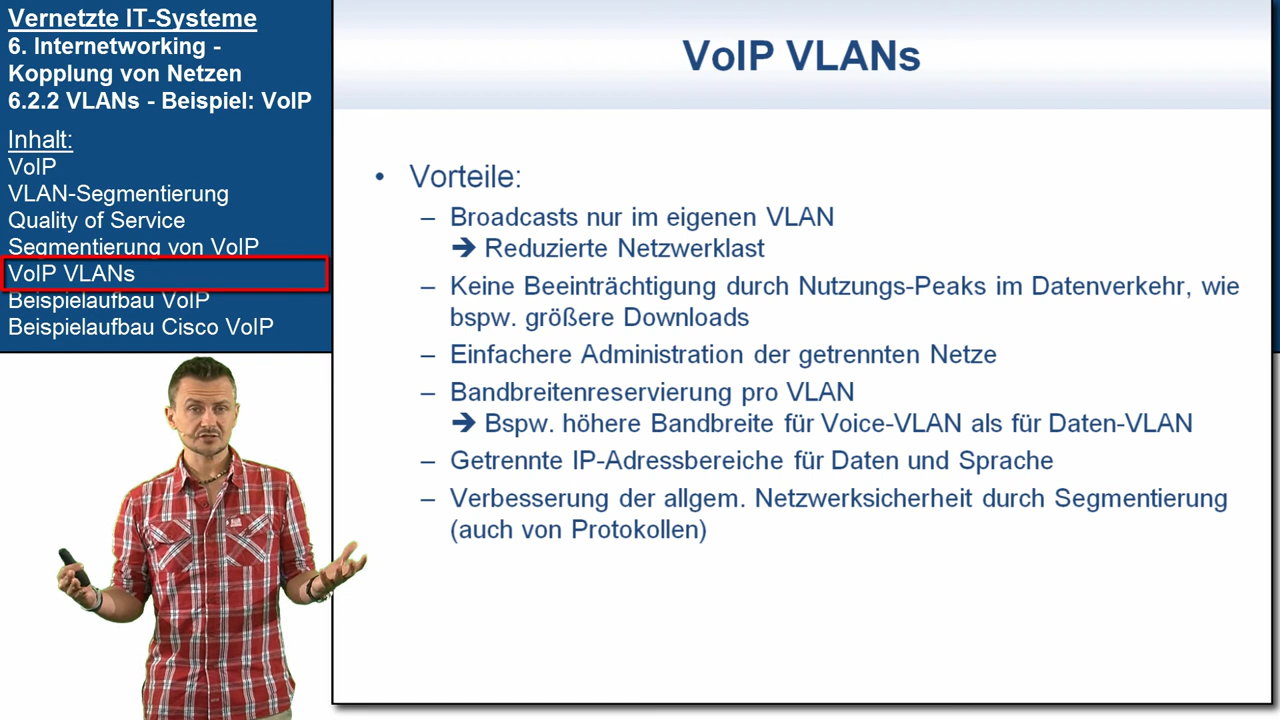 Vernetzte IT-Systeme
6. Internetworking -
Kopplung von Netzen
6.2.2 VLANs - Beispiel: VoIP
Inhalt:
VoIP
VLAN-Segmentierung
Quality of Service
Segmentierung von VoIP
VoIP VLANs
Beispielaufbau VoIP
Beispielaufbau Cisco VoIP
VoIP VLANs
• Vorteile:
– Broadcasts nur im eigenen VLAN
➔ Reduzierte Netzwerklast
– Keine Beeinträchtigung durch Nutzungs-Peaks im Datenverkehr, wie
bspw. größere Downloads
– Einfachere Administration der getrennten Netze
– Bandbreitenreservierung pro VLAN
➔ Bspw. höhere Bandbreite für Voice-VLAN als für Daten-VLAN
– Getrennte IP-Adressbereiche für Daten und Sprache
– Verbesserung der allgem. Netzwerksicherheit durch Segmentierung
(auch von Protokollen)